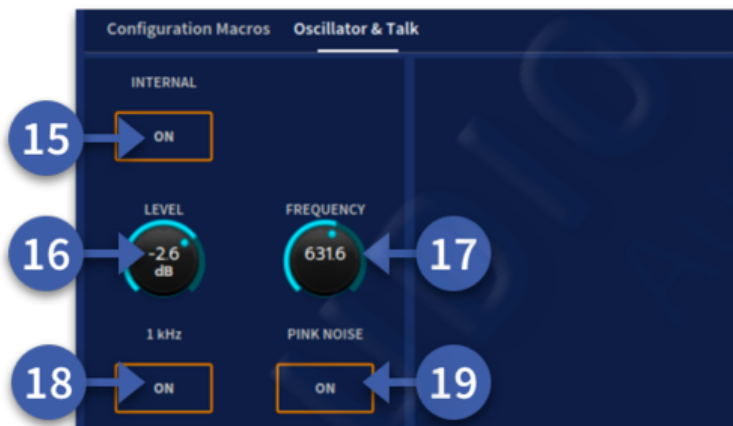 Configuration Macros Oscillator & Talk
INTERNAL
15 ON
LEVEL FREQUENCY
16 -2.6 dB 631.6 17
1 kHz PINK NOISE
18 ON ON 19